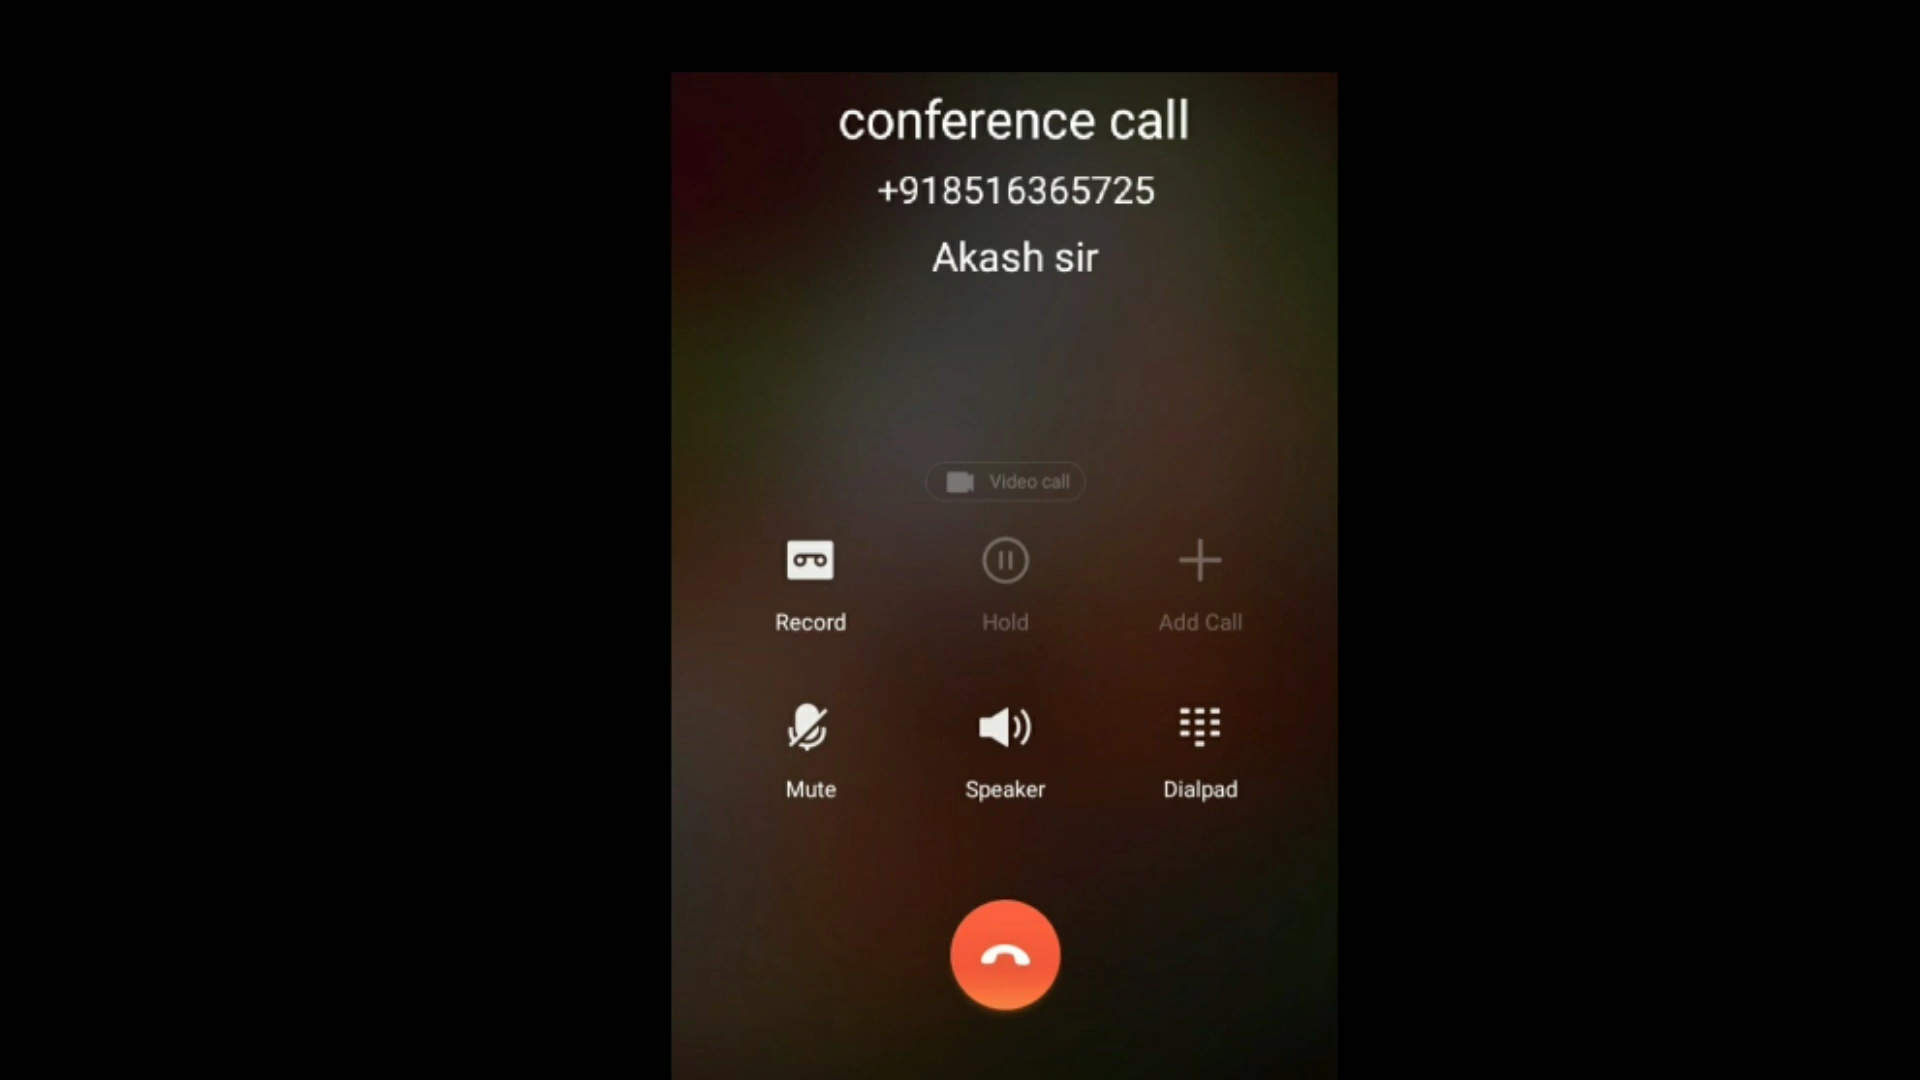 conference call
+918516365725
Akash sir
Video call
Record
Hold
Add Call
Mute
Speaker
Dialpad